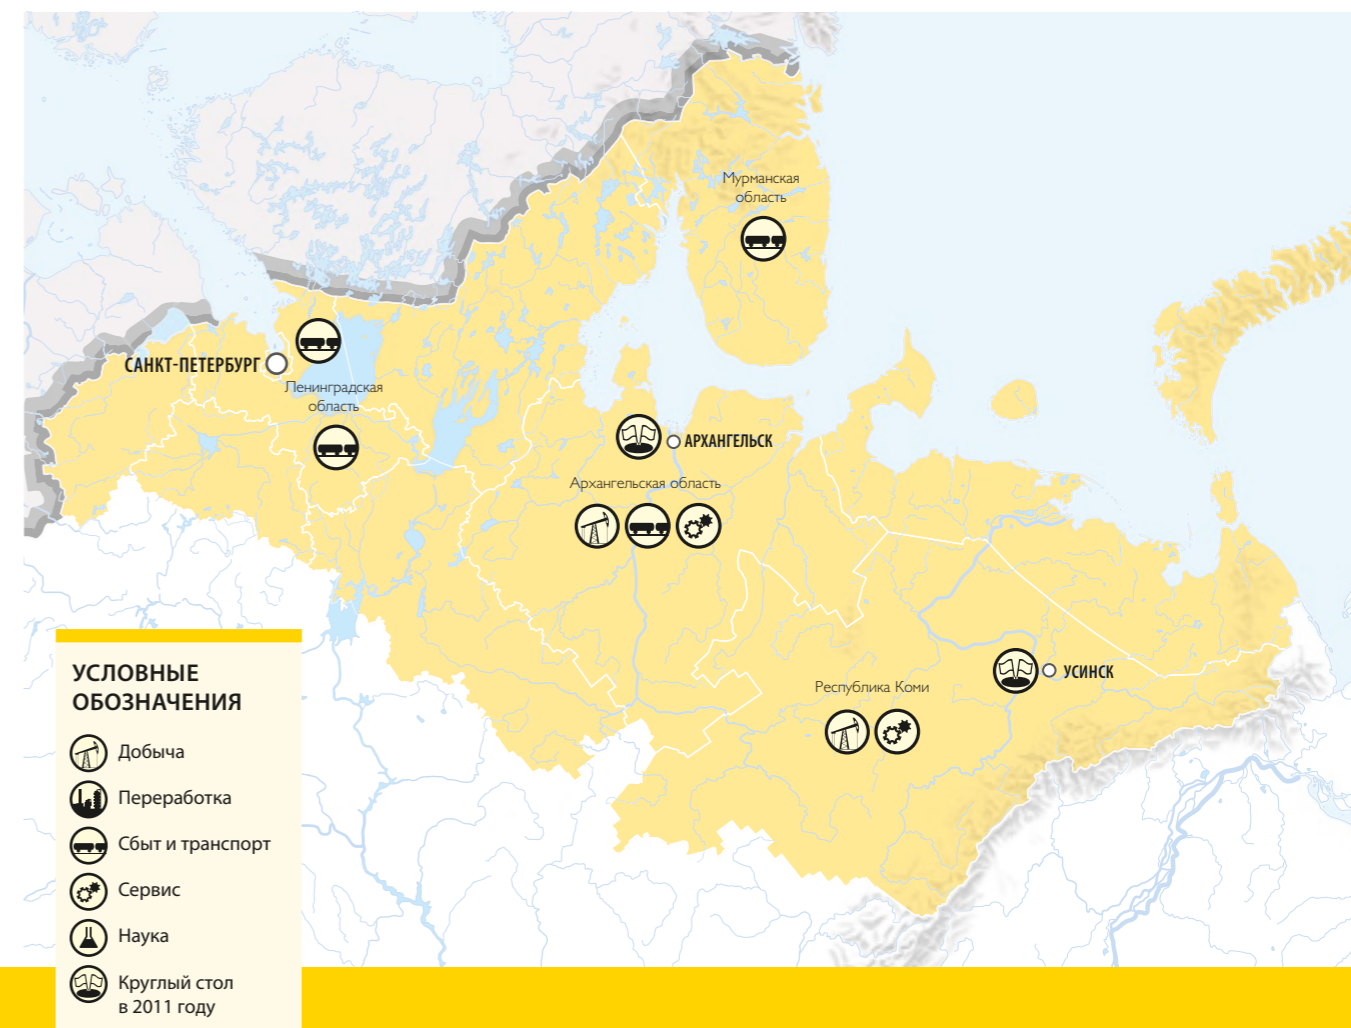 Мурманская
область
САНКТ-ПЕТЕРБУРГ
Ленинградская
область
АРХАНГЕЛЬСК
Архангельская область
УСИНСК
Республика Коми
УСЛОВНЫЕ
ОБОЗНАЧЕНИЯ
Добыча
Переработка
Сбыт и транспорт
Сервис
Наука
Круглый стол
в 2011 году